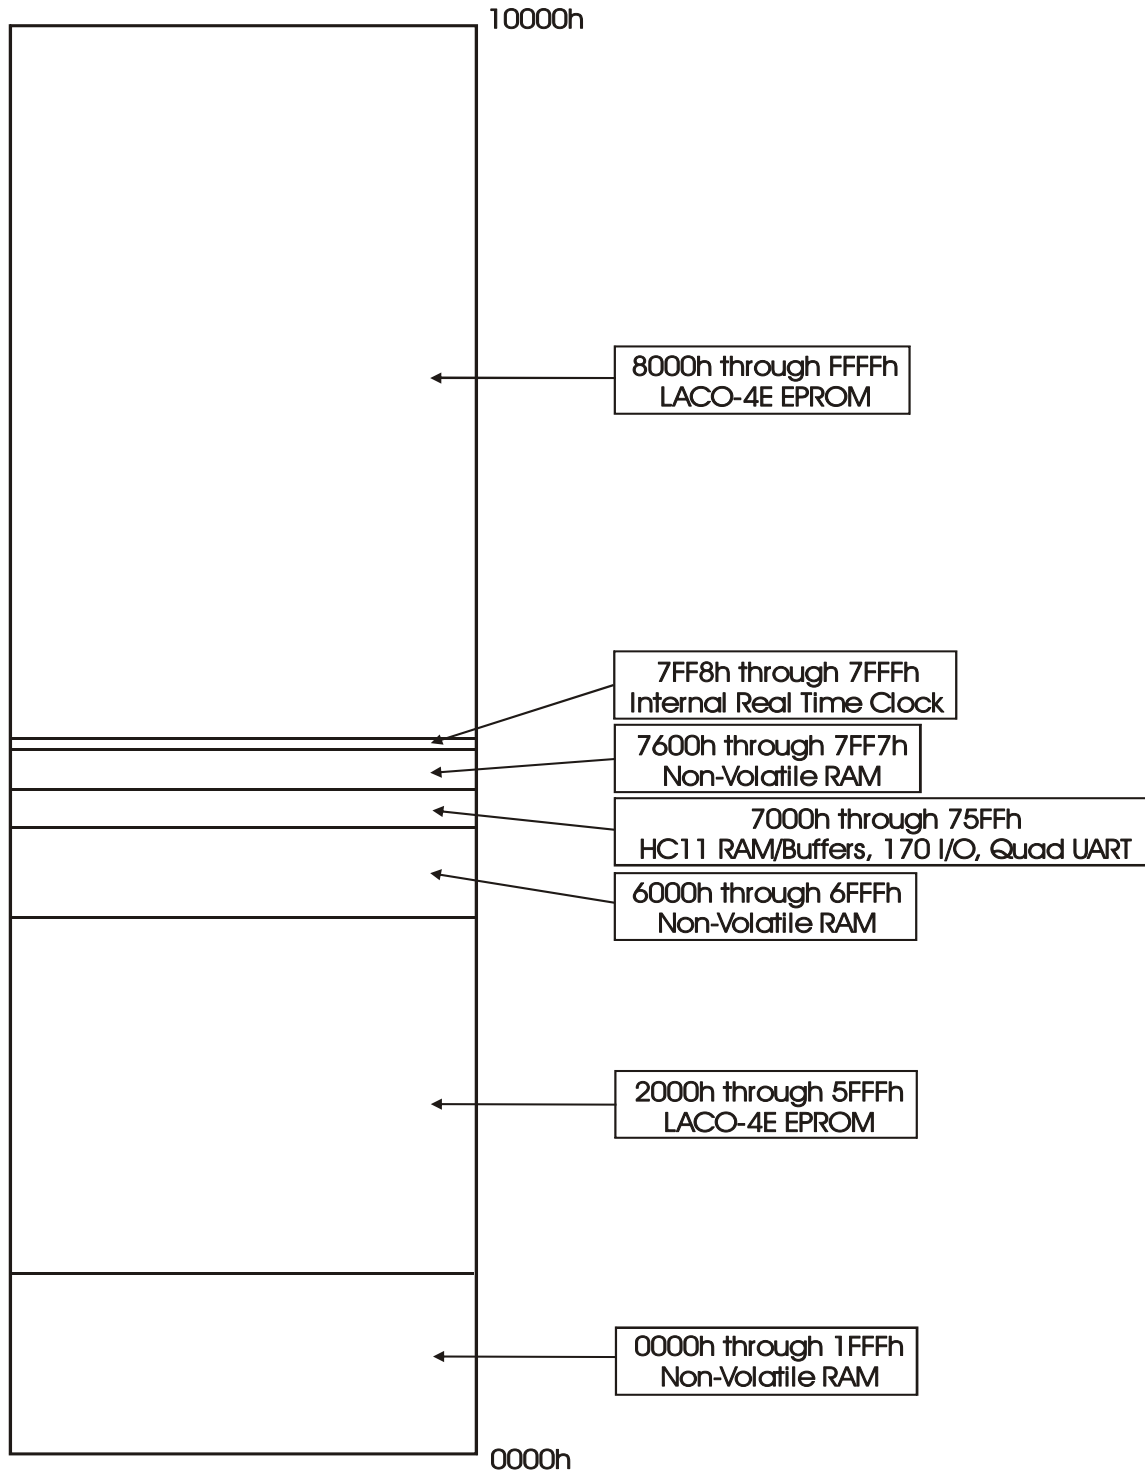 10000h
8000h through FFFFh
LACO-4E EPROM
7FF8h through 7FFFh
Internal Real Time Clock
7600h through 7FF7h
Non-Volatile RAM
7000h through 75FFh
HC11 RAM/Buffers, 170 I/O, Quad UART
6000h through 6FFFh
Non-Volatile RAM
2000h through 5FFFh
LACO-4E EPROM
0000h through 1FFFh
Non-Volatile RAM
0000h